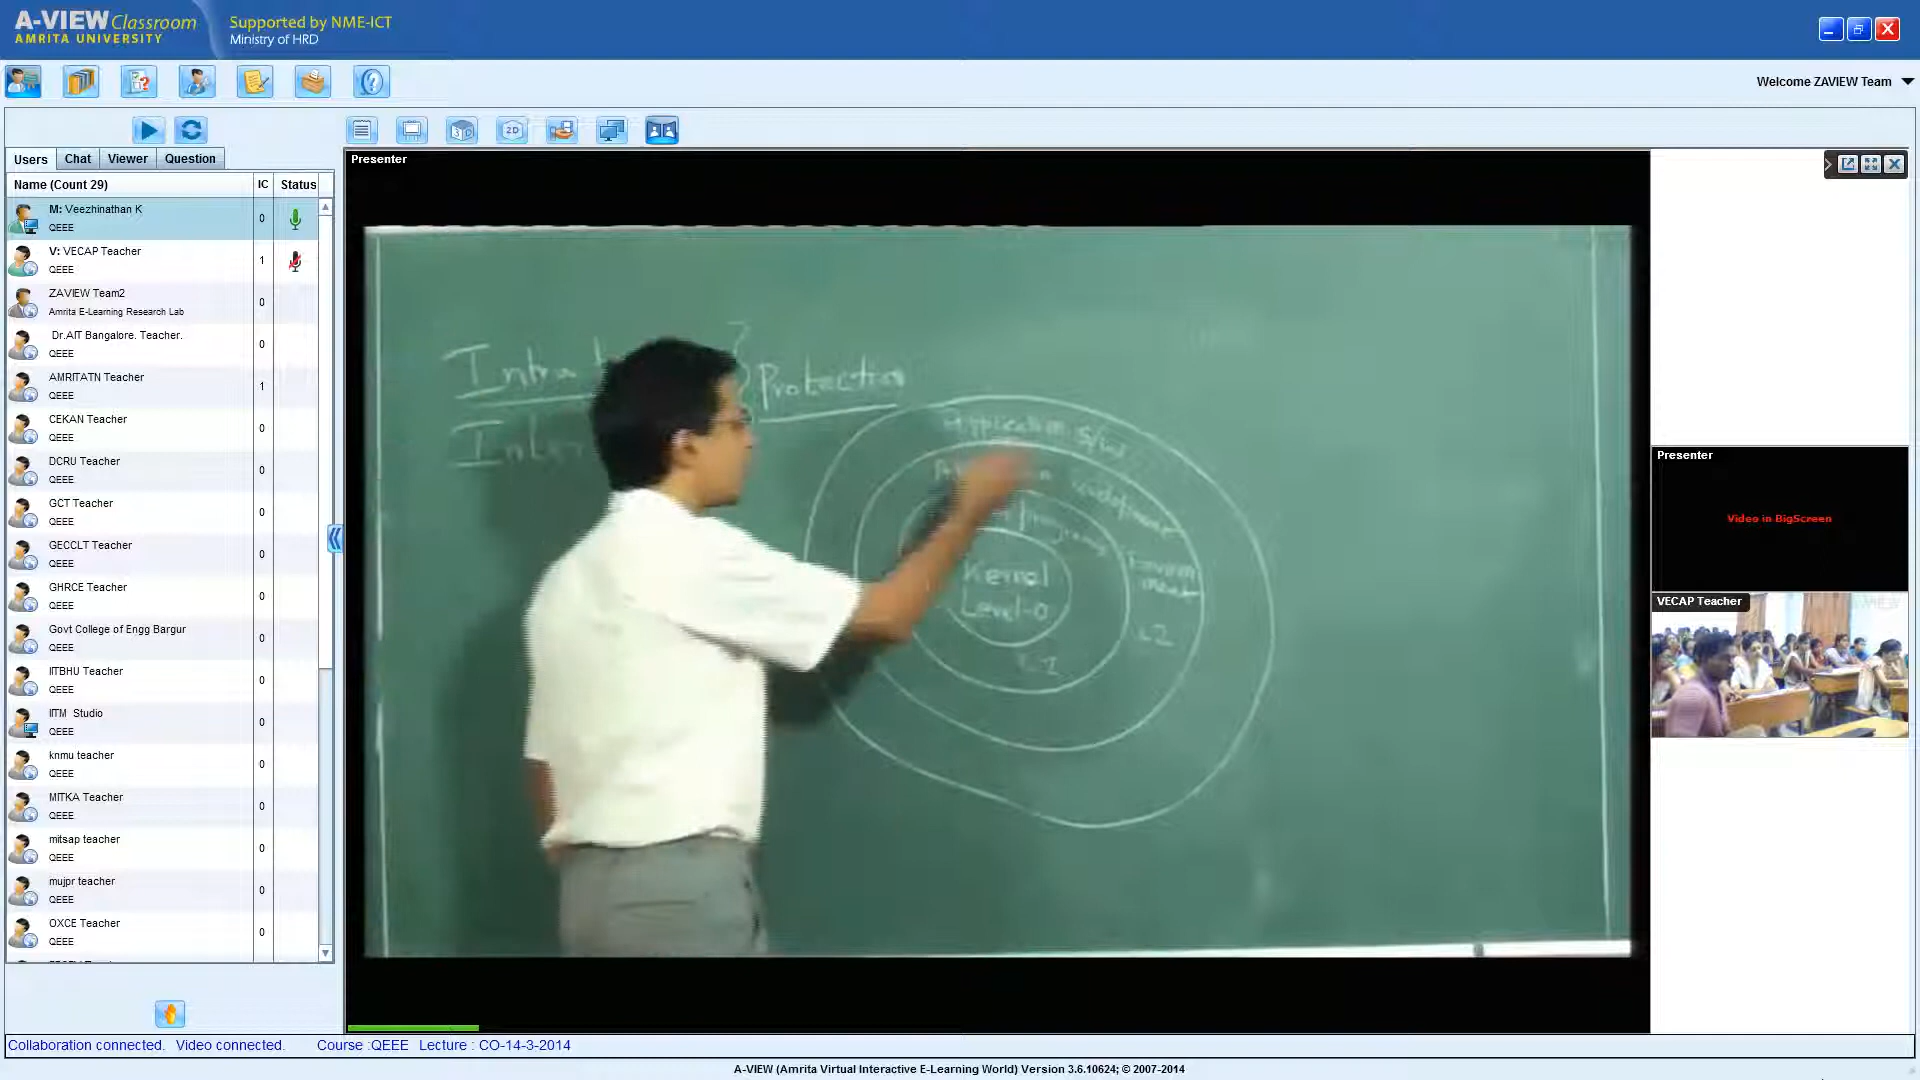 A-VIEW Classroom
AMRITA UNIVERSITY
Supported by NME-ICT
Ministry of HRD
Welcome ZAVIEW Team
2D
Users
Chat
Viewer
Question
Name (Count 29)
IC
Status
M: Veezhinathan K
QEEE
0
V: VECAP Teacher
QEEE
1
ZAVIEW Team2
Amrita E-Learning Research Lab
0
Dr.AIT Bangalore. Teacher.
QEEE
0
AMRITATN Teacher
QEEE
1
CEKAN Teacher
QEEE
0
DCRU Teacher
QEEE
0
GCT Teacher
QEEE
0
GECCLT Teacher
QEEE
0
GHRCE Teacher
QEEE
0
Govt College of Engg Bargur
QEEE
0
IITBHU Teacher
QEEE
0
IITM Studio
QEEE
0
knmu teacher
QEEE
0
MITKA Teacher
QEEE
0
mitsap teacher
QEEE
0
mujpr teacher
QEEE
0
OXCE Teacher
QEEE
0
Presenter
Protection
Application S/w
Kernel
Level-0
L2
Presenter
Video in BigScreen
VECAP Teacher
Collaboration connected. Video connected. Course :QEEE Lecture : CO-14-3-2014
A-VIEW (Amrita Virtual Interactive E-Learning World) Version 3.6.10624; © 2007-2014